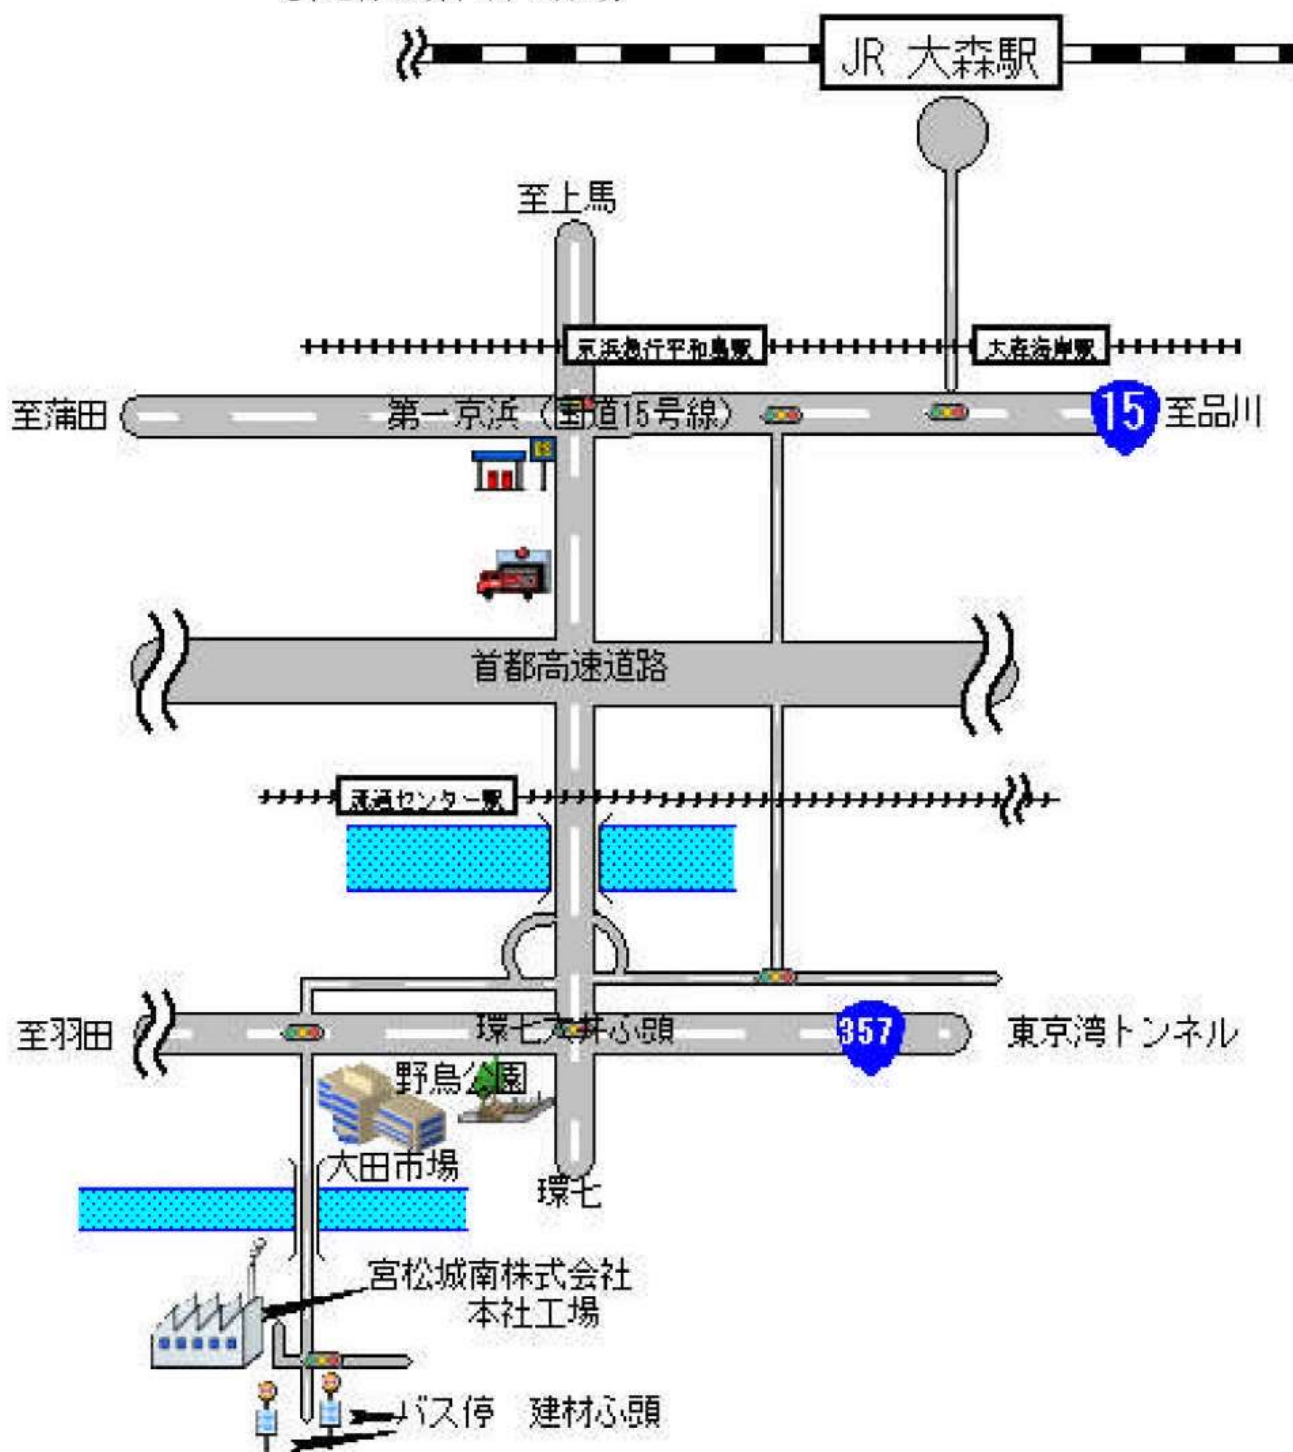 JR 大森駅
至上馬
京浜急行平和島駅
大森海岸駅
至蒲田
第一京浜（国道15号線）
15
至品川
GS
首都高速道路
流通センター駅
至羽田
環七大井ふ頭
357
東京湾トンネル
野鳥公園
大田市場
環七
宮松城南株式会社
本社工場
バス停　建材ふ頭